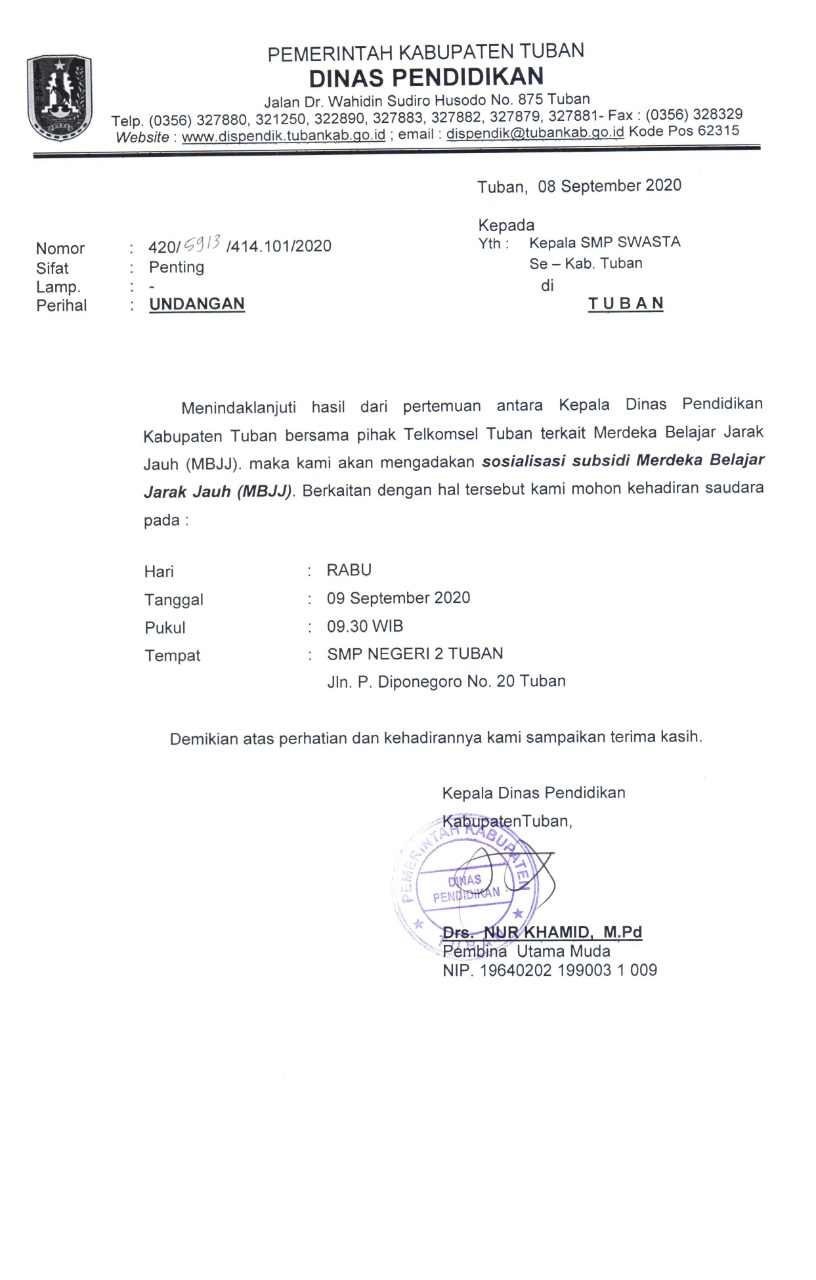 PEMERINTAH KABUPATEN TUBAN
DINAS PENDIDIKAN
Jalan Dr. Wahidin Sudiro Husodo No. 875 Tuban
Telp. (0356) 327880, 321250, 322890, 327883, 327882, 327879, 327881- Fax : (0356) 328329
Website : www.dispendik.tubankab.go.id ; email : dispendik@tubankab.go.id Kode Pos 62315
Tuban, 08 September 2020
Kepada
Yth : Kepala SMP SWASTA
Se – Kab. Tuban
di
T U B A N
Nomor : 420/5913/414.101/2020
Sifat : Penting
Lamp. : -
Perihal : UNDANGAN
Menindaklanjuti hasil dari pertemuan antara Kepala Dinas Pendidikan
Kabupaten Tuban bersama pihak Telkomsel Tuban terkait Merdeka Belajar Jarak
Jauh (MBJJ). maka kami akan mengadakan sosialisasi subsidi Merdeka Belajar
Jarak Jauh (MBJJ). Berkaitan dengan hal tersebut kami mohon kehadiran saudara
pada :
Hari : RABU
Tanggal : 09 September 2020
Pukul : 09.30 WIB
Tempat : SMP NEGERI 2 TUBAN
Jln. P. Diponegoro No. 20 Tuban
Demikian atas perhatian dan kehadirannya kami sampaikan terima kasih.
Kepala Dinas Pendidikan
KabupatenTuban,
PEMERINTAH KABUPATEN
DINAS
PENDIDIKAN
TUBAN
Drs. NUR KHAMID, M.Pd
Pembina Utama Muda
NIP. 19640202 199003 1 009